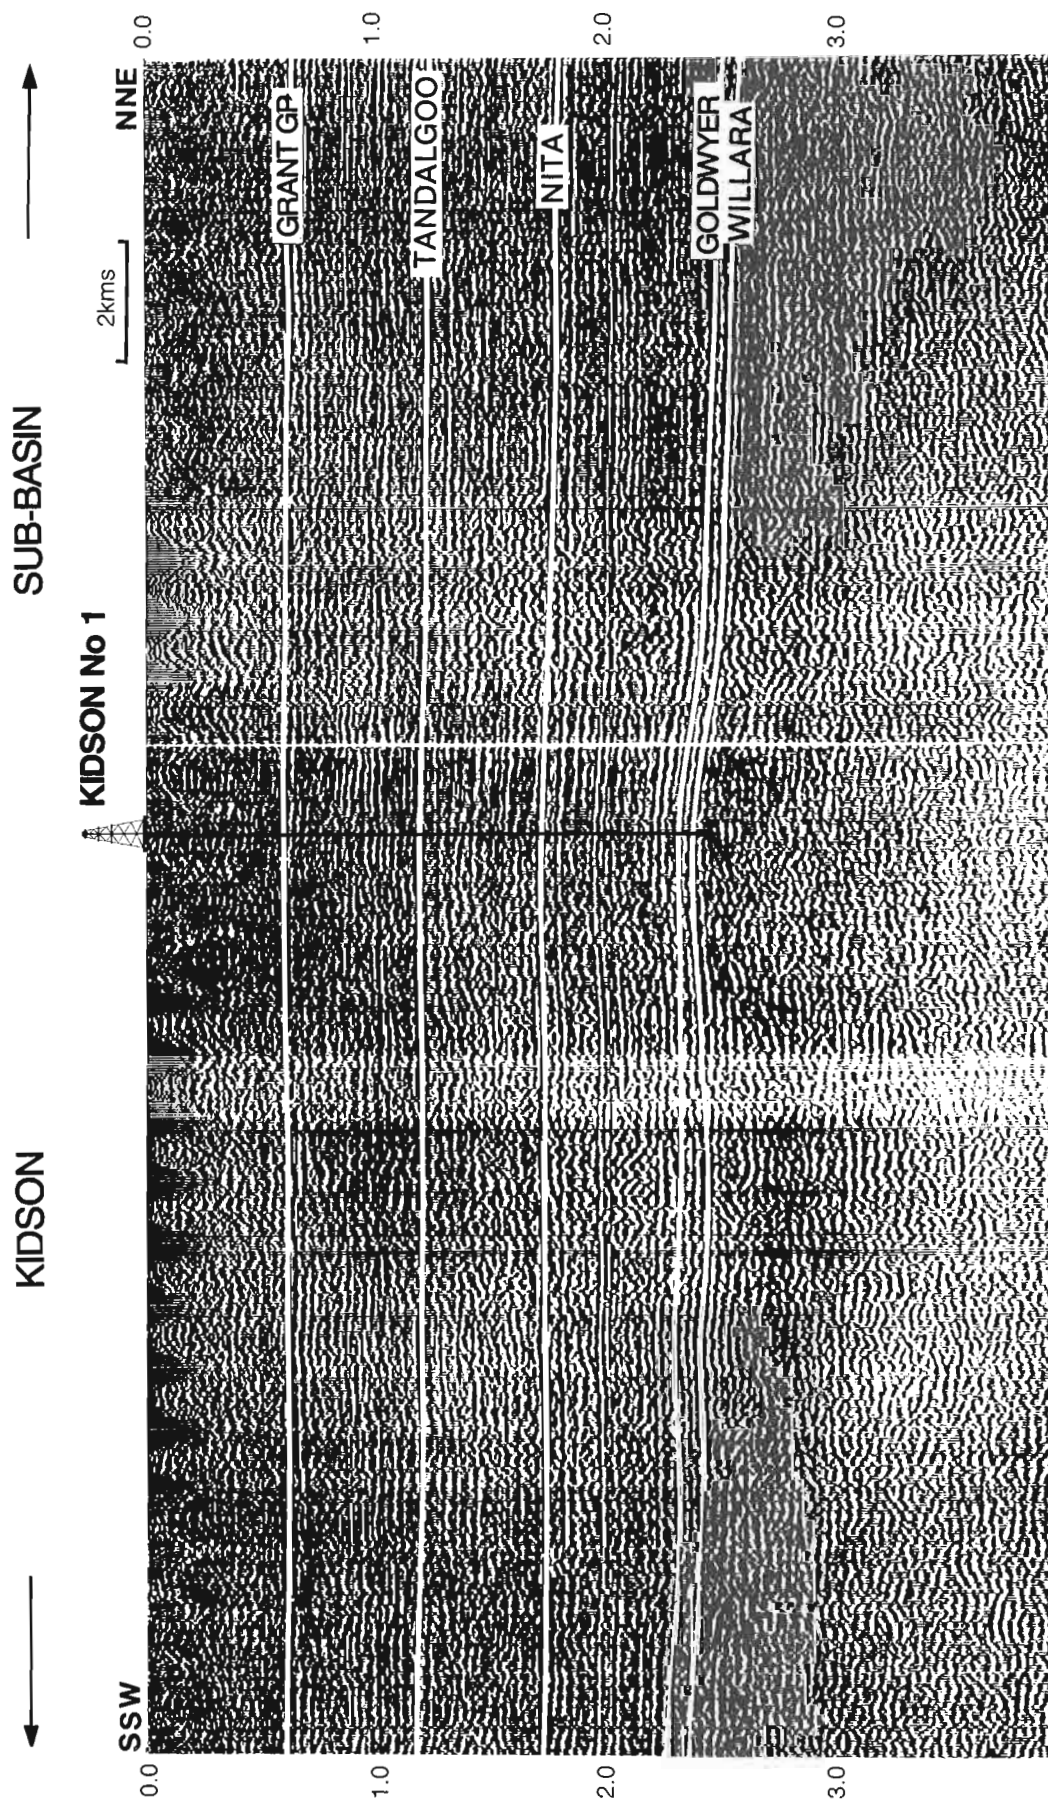 KIDSON
SUB-BASIN
KIDSON No 1
2kms
SSW
NNE
0.0
1.0
2.0
3.0
0.0
1.0
2.0
3.0
GRANT GP.
TANDALGOO
NITA
GOLDWYER
WILLARA